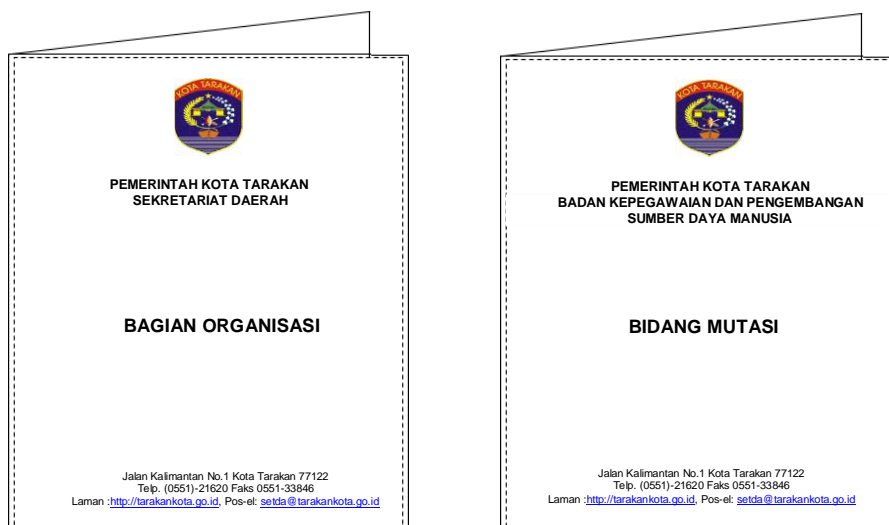 KOTA TARAKAN
PEMERINTAH KOTA TARAKAN
SEKRETARIAT DAERAH
BAGIAN ORGANISASI
Jalan Kalimantan No.1 Kota Tarakan 77122
Telp. (0551)-21620 Faks 0551-33846
Laman :http://tarakankota.go.id, Pos-el: setda@tarakankota.go.id
KOTA TARAKAN
PEMERINTAH KOTA TARAKAN
BADAN KEPEGAWAIAN DAN PENGEMBANGAN
SUMBER DAYA MANUSIA
BIDANG MUTASI
Jalan Kalimantan No.1 Kota Tarakan 77122
Telp. (0551)-21620 Faks 0551-33846
Laman :http://tarakankota.go.id, Pos-el: setda@tarakankota.go.id